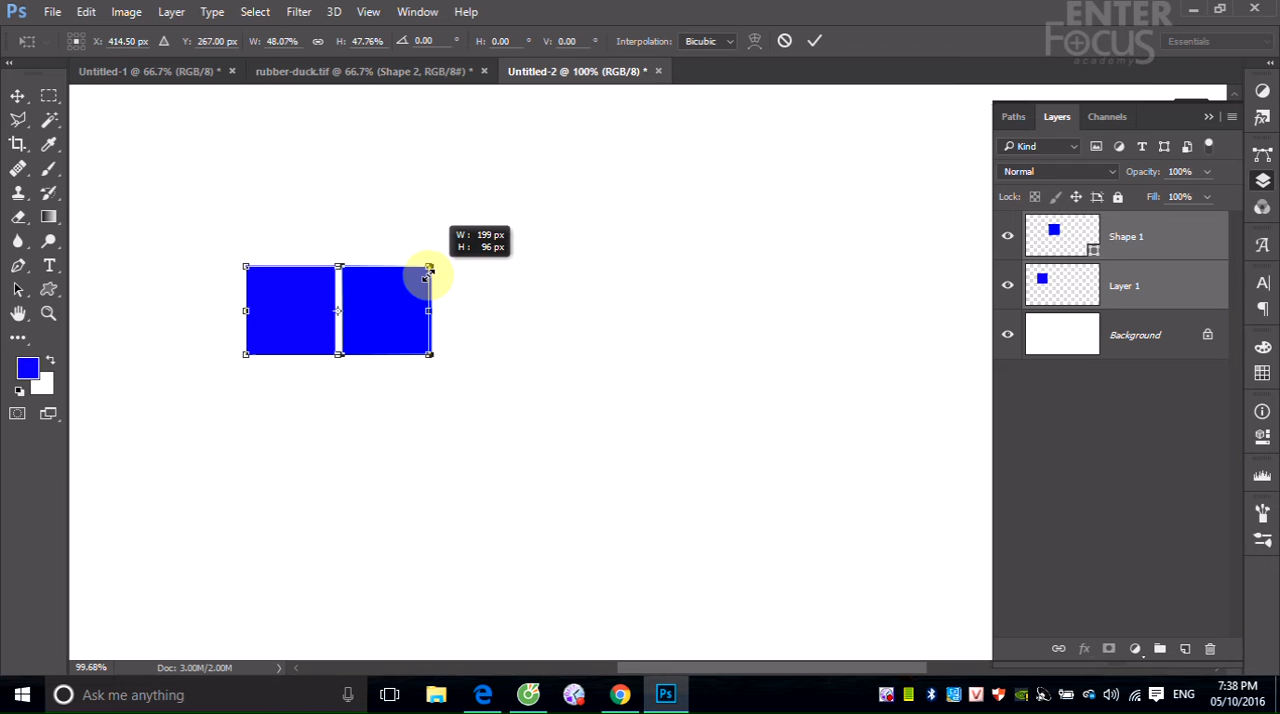 Ps File Edit Image Layer Type Select Filter 3D View Window Help
ENTER
FOCUS
academy
X: 414.50 px Y: 267.00 px W: 48.07% H: 47.76% 0.00 ° H: 0.00 ° V: 0.00 ° Interpolation: Bicubic Essentials
Untitled-1 @ 66.7% (RGB/8) * × rubber-duck.tif @ 66.7% (Shape 2, RGB/8#) * × Untitled-2 @ 100% (RGB/8) * ×
Paths Layers Channels
Kind
Normal Opacity: 100%
Lock: Fill: 100%
Shape 1
Layer 1
Background
W : 199 px
H : 96 px
99.68% Doc: 3.00M/2.00M
Ask me anything
Ps
ENG
7:38 PM
05/10/2016